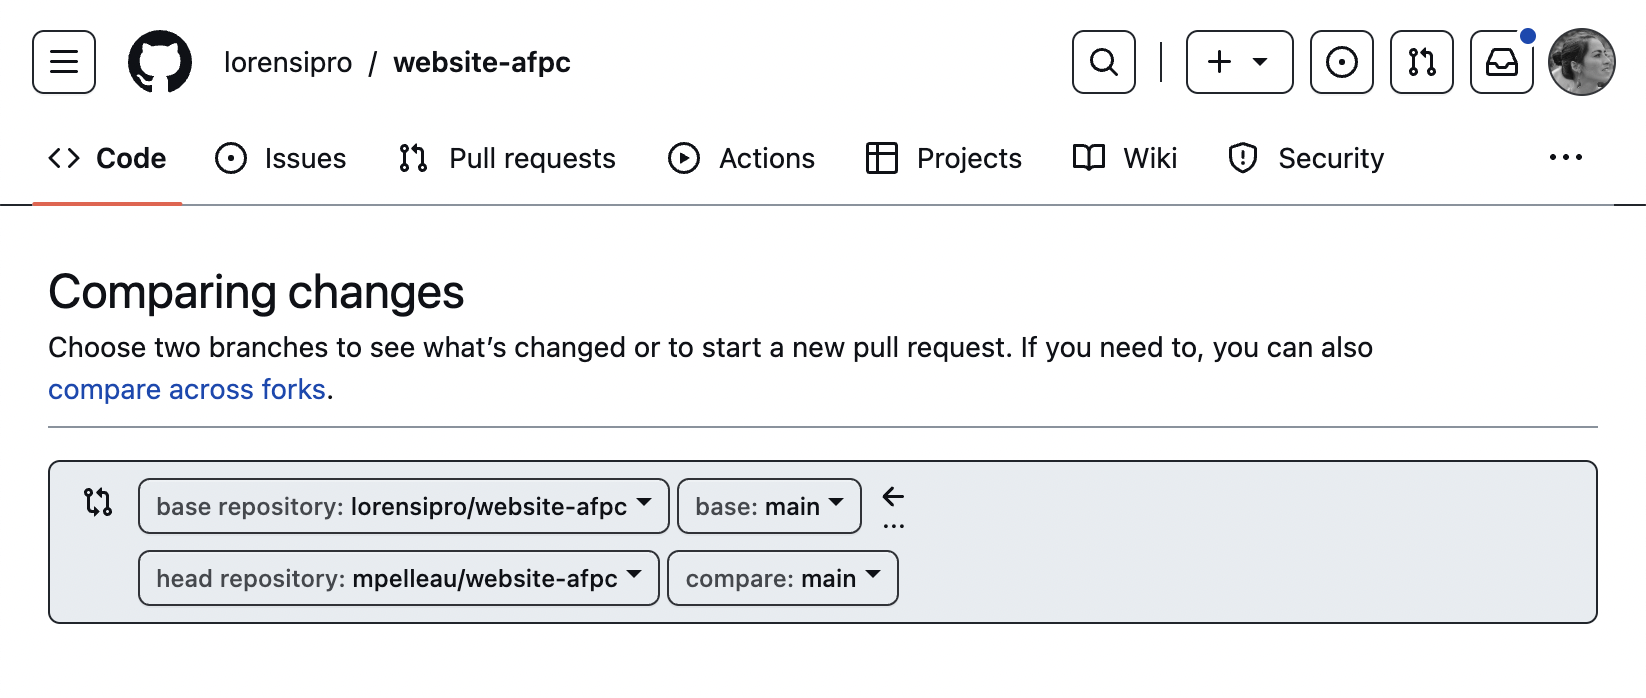 lorensipro / website-afpc
Code Issues Pull requests Actions Projects Wiki Security
Comparing changes
Choose two branches to see what’s changed or to start a new pull request. If you need to, you can also
compare across forks.
base repository: lorensipro/website-afpc base: main
...
head repository: mpelleau/website-afpc compare: main